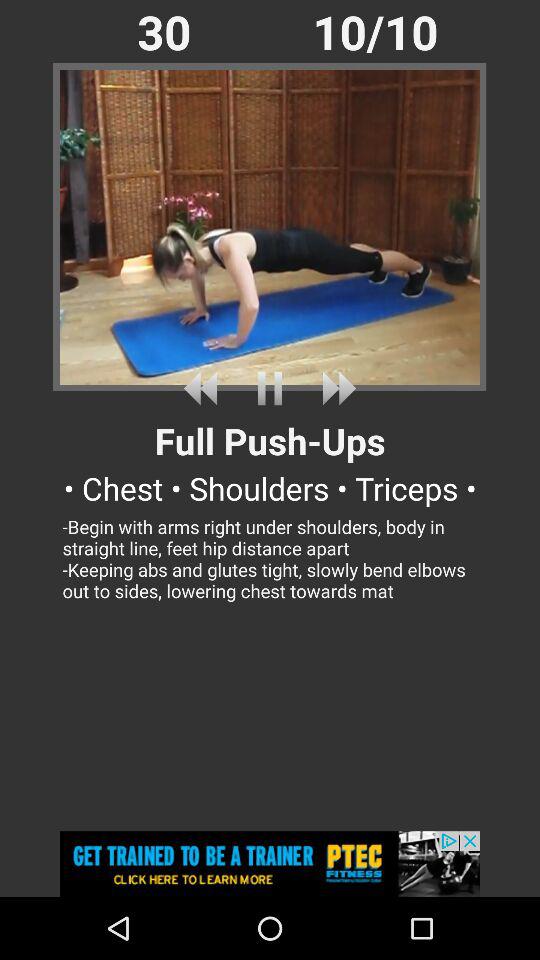 30 10/10
Full Push-Ups
• Chest • Shoulders • Triceps •
-Begin with arms right under shoulders, body in
straight line, feet hip distance apart
-Keeping abs and glutes tight, slowly bend elbows
out to sides, lowering chest towards mat
GET TRAINED TO BE A TRAINER
CLICK HERE TO LEARN MORE
PTEC
FITNESS